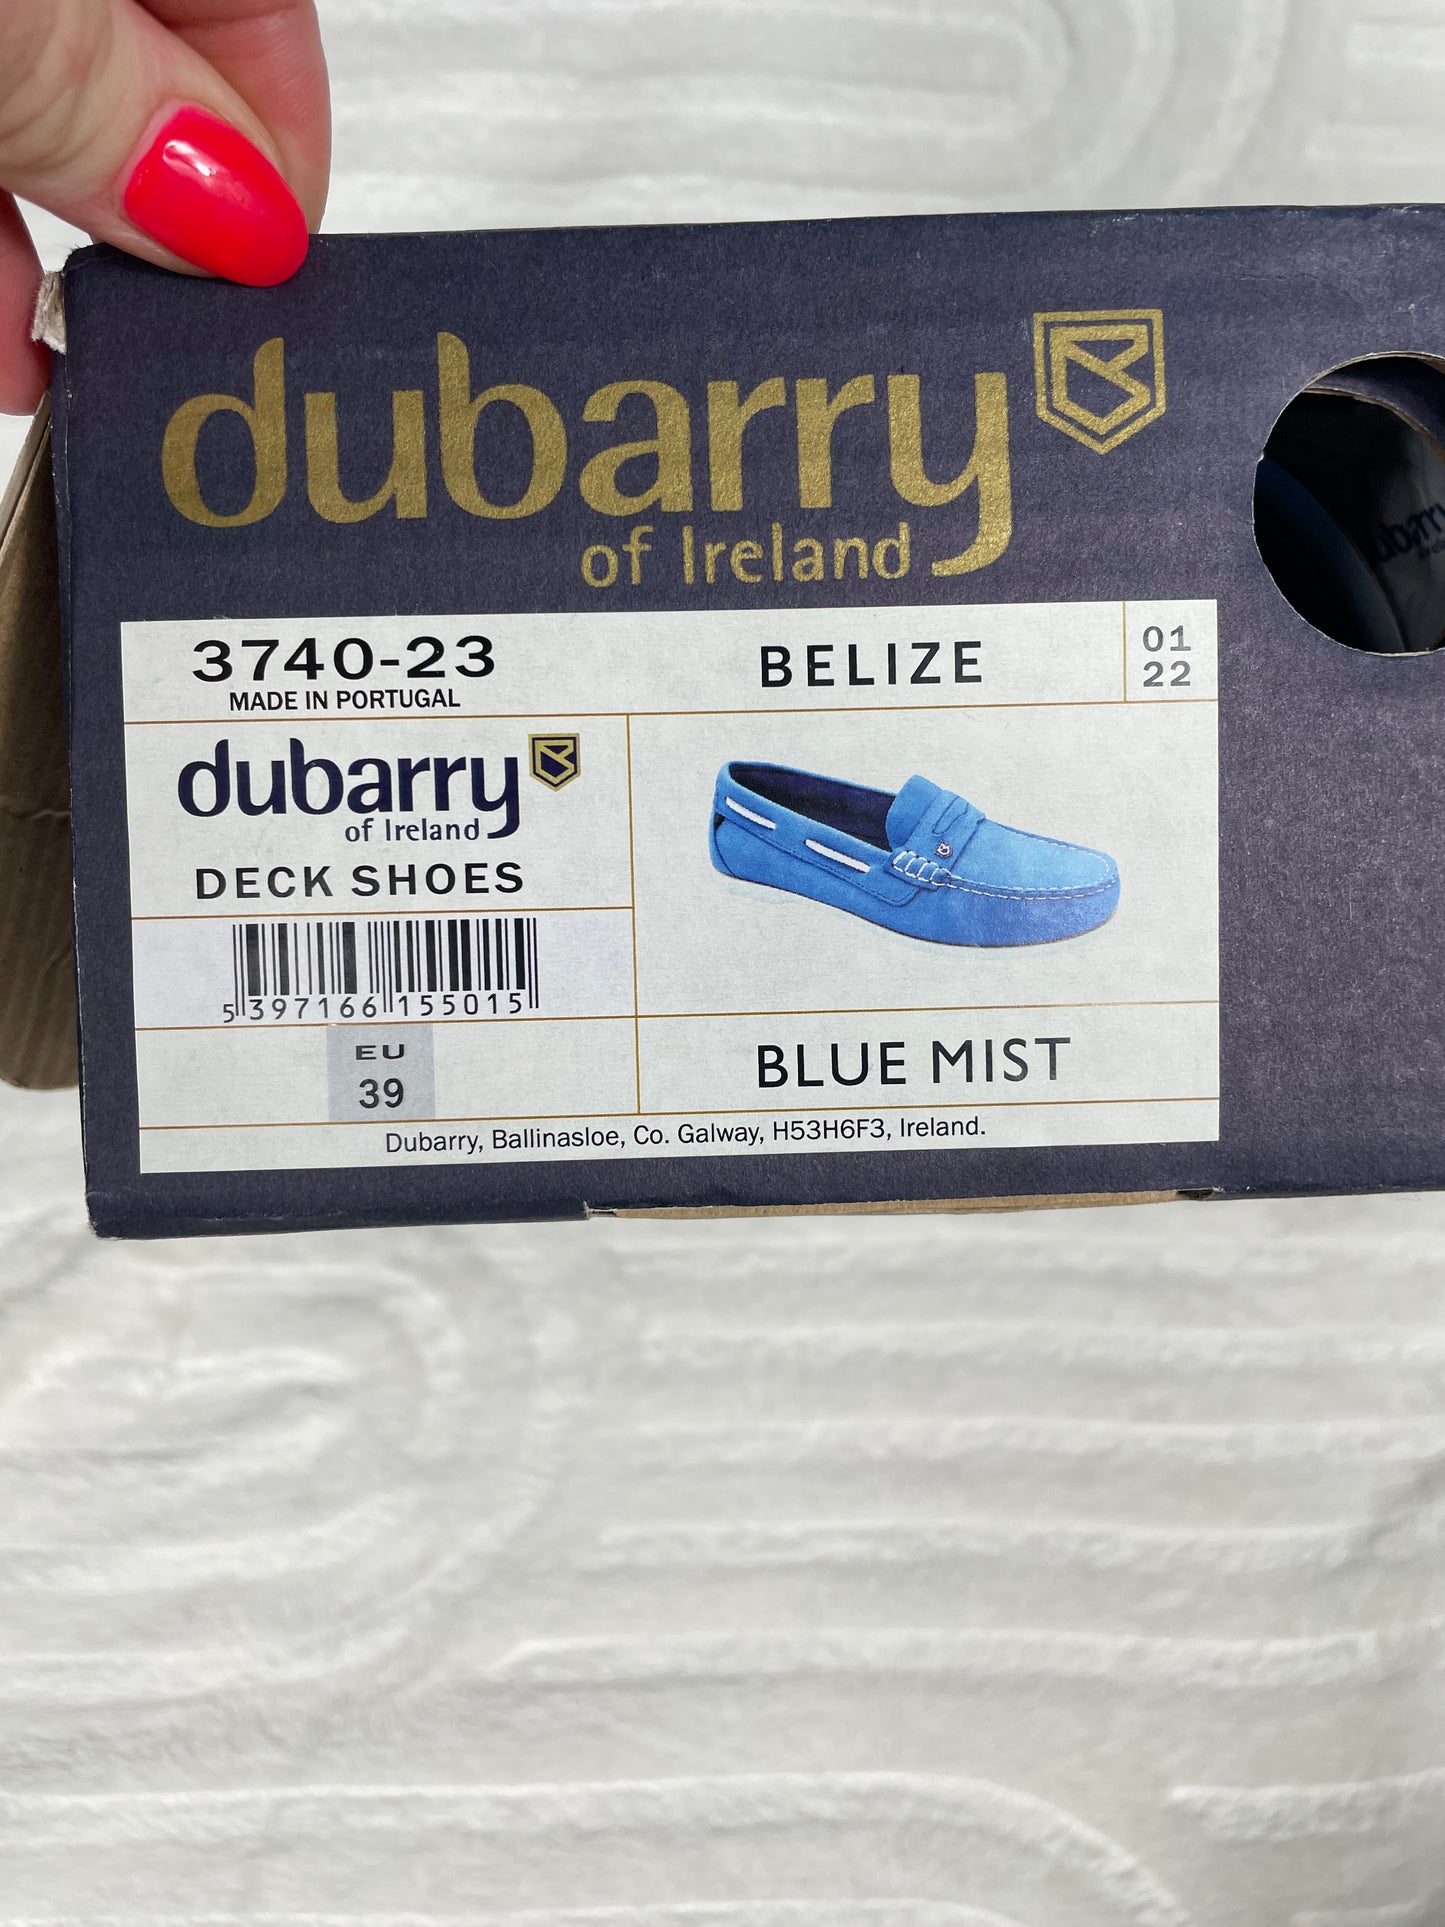 dubarry
of Ireland
3740-23
MADE IN PORTUGAL
BELIZE
01
22
dubarry
of Ireland
DECK SHOES
5 397166 155015
EU
39
BLUE MIST
Dubarry, Ballinasloe, Co. Galway, H53H6F3, Ireland.